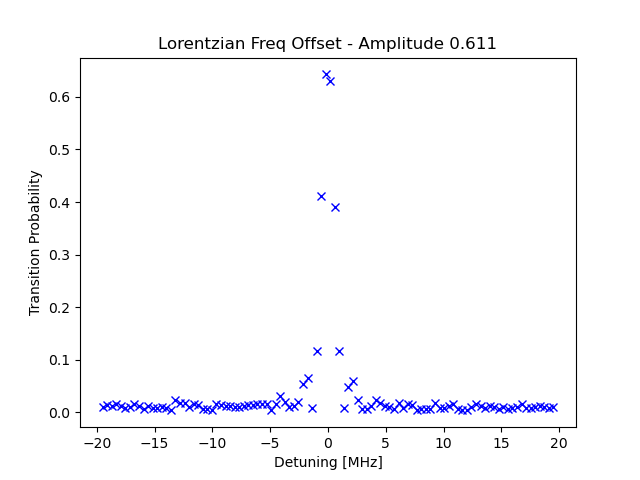 Lorentzian Freq Offset - Amplitude 0.611
Transition Probability
0.6
0.5
0.4
0.3
0.2
0.1
0.0
−20 −15 −10 −5 0 5 10 15 20
Detuning [MHz]